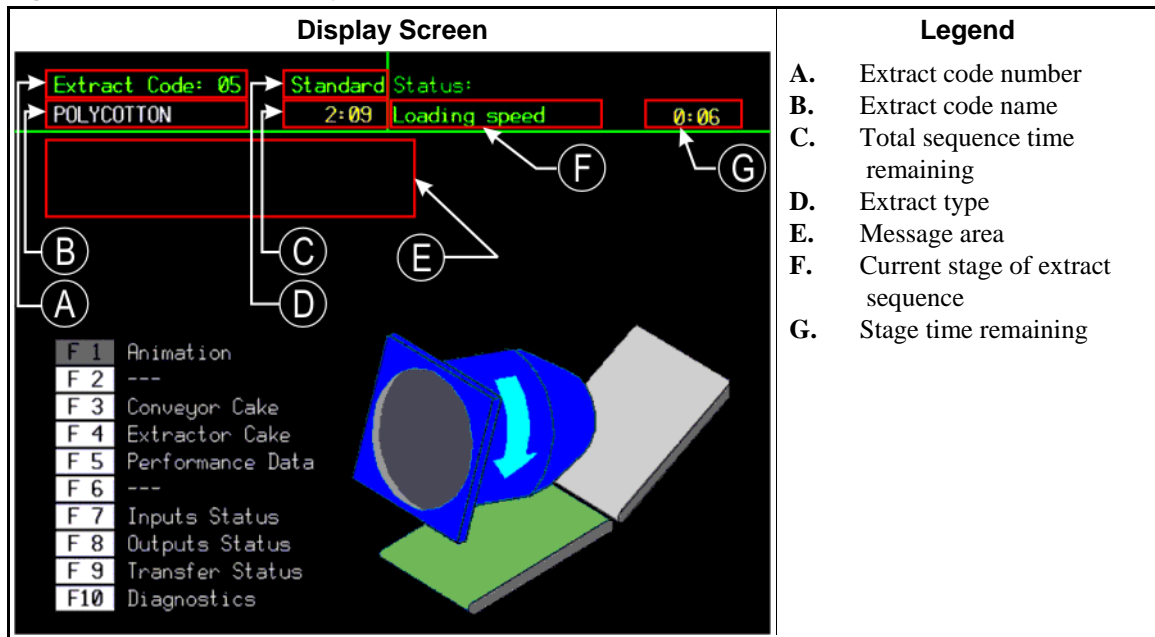 Display Screen
Legend
Extract Code: 05 Standard Status:
POLYCOTTON 2:09 Loading speed 0:06
F
G
B
C
E
A
D
F 1 Animation
F 2 ---
F 3 Conveyor Cake
F 4 Extractor Cake
F 5 Performance Data
F 6 ---
F 7 Inputs Status
F 8 Outputs Status
F 9 Transfer Status
F10 Diagnostics
A. Extract code number
B. Extract code name
C. Total sequence time
remaining
D. Extract type
E. Message area
F. Current stage of extract
sequence
G. Stage time remaining